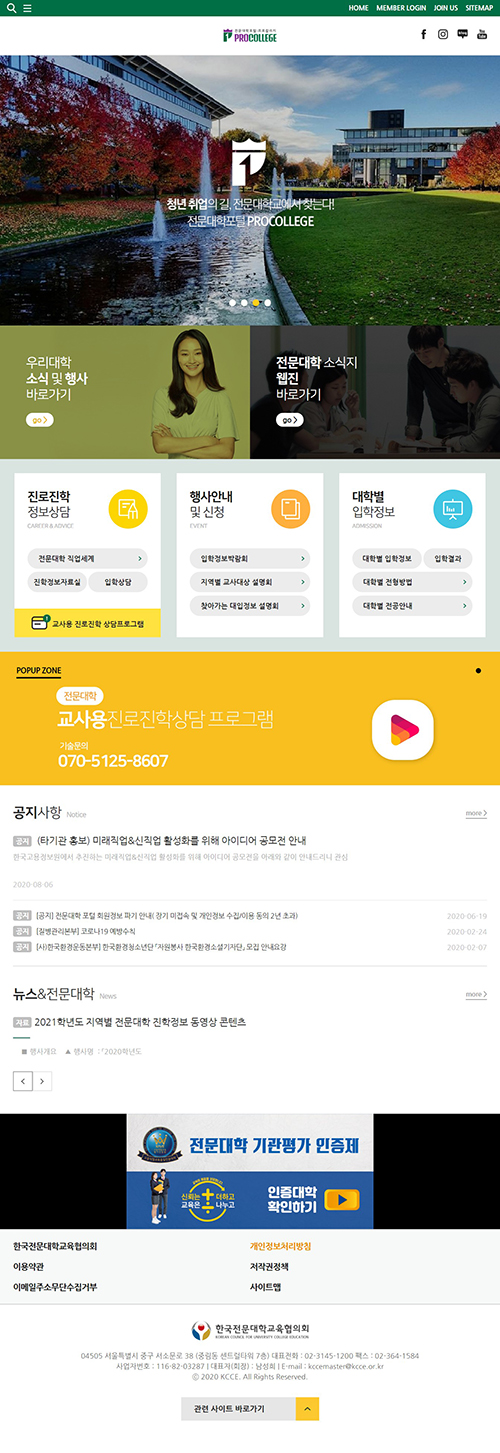 HOME MEMBER LOGIN JOIN US SITEMAP
전문대학포털 프로칼리지
PROCOLLEGE
청년 취업의 길, 전문대학교에서 찾는다!
전문대학포털 PROCOLLEGE
우리대학
소식 및 행사
바로가기
go
전문대학 소식지
웹진
바로가기
go
진로진학
정보상담
CAREER & ADVICE
전문대학 직업세계
진학정보자료실 입학상담
교사용 진로진학 상담프로그램
행사안내
및 신청
EVENT
입학정보박람회
지역별 교사대상 설명회
찾아가는 대입정보 설명회
대학별
입학정보
ADMISSION
대학별 입학정보 입학결과
대학별 전형방법
대학별 전공안내
POPUP ZONE
전문대학
교사용진로진학상담 프로그램
기술문의
070-5125-8607
공지사항 Notice more
공지 (타기관 홍보) 미래직업&신직업 활성화를 위해 아이디어 공모전 안내
한국고용정보원에서 추진하는 미래직업&신직업 활성화를 위해 아이디어 공모전을 아래와 같이 안내드리니 관심
2020-08-06
공지 [공지] 전문대학 포털 회원정보 파기 안내( 장기 미접속 및 개인정보 수집/이용 동의 2년 초과) 2020-06-19
공지 [질병관리본부] 코로나19 예방수칙 2020-02-24
공지 [사)한국환경운동본부] 한국환경청소년단 「자원봉사 한국환경소셜기자단」 모집 안내요강 2020-02-07
뉴스&전문대학 News more
자료 2021학년도 지역별 전문대학 진학정보 동영상 콘텐츠
■ 행사개요 ▲ 행사명 : 「2020학년도
전문대학 기관평가 인증제
신뢰는 더하고
교육은 나누고
인증대학
확인하기
한국전문대학교육협의회 개인정보처리방침
이용약관 저작권정책
이메일주소무단수집거부 사이트맵
한국전문대학교육협의회
KOREAN COUNCIL FOR UNIVERSITY COLLEGE EDUCATION
04505 서울특별시 중구 서소문로 38 (중림동 센트럴타워 7층) 대표전화 : 02-3145-1200 팩스 : 02-364-1584
사업자번호 : 116-82-03287 | 대표자(회장) : 남성희 | E-mail : kccemaster@kcce.or.kr
ⓒ 2020 KCCE. All Rights Reserved.
관련 사이트 바로가기